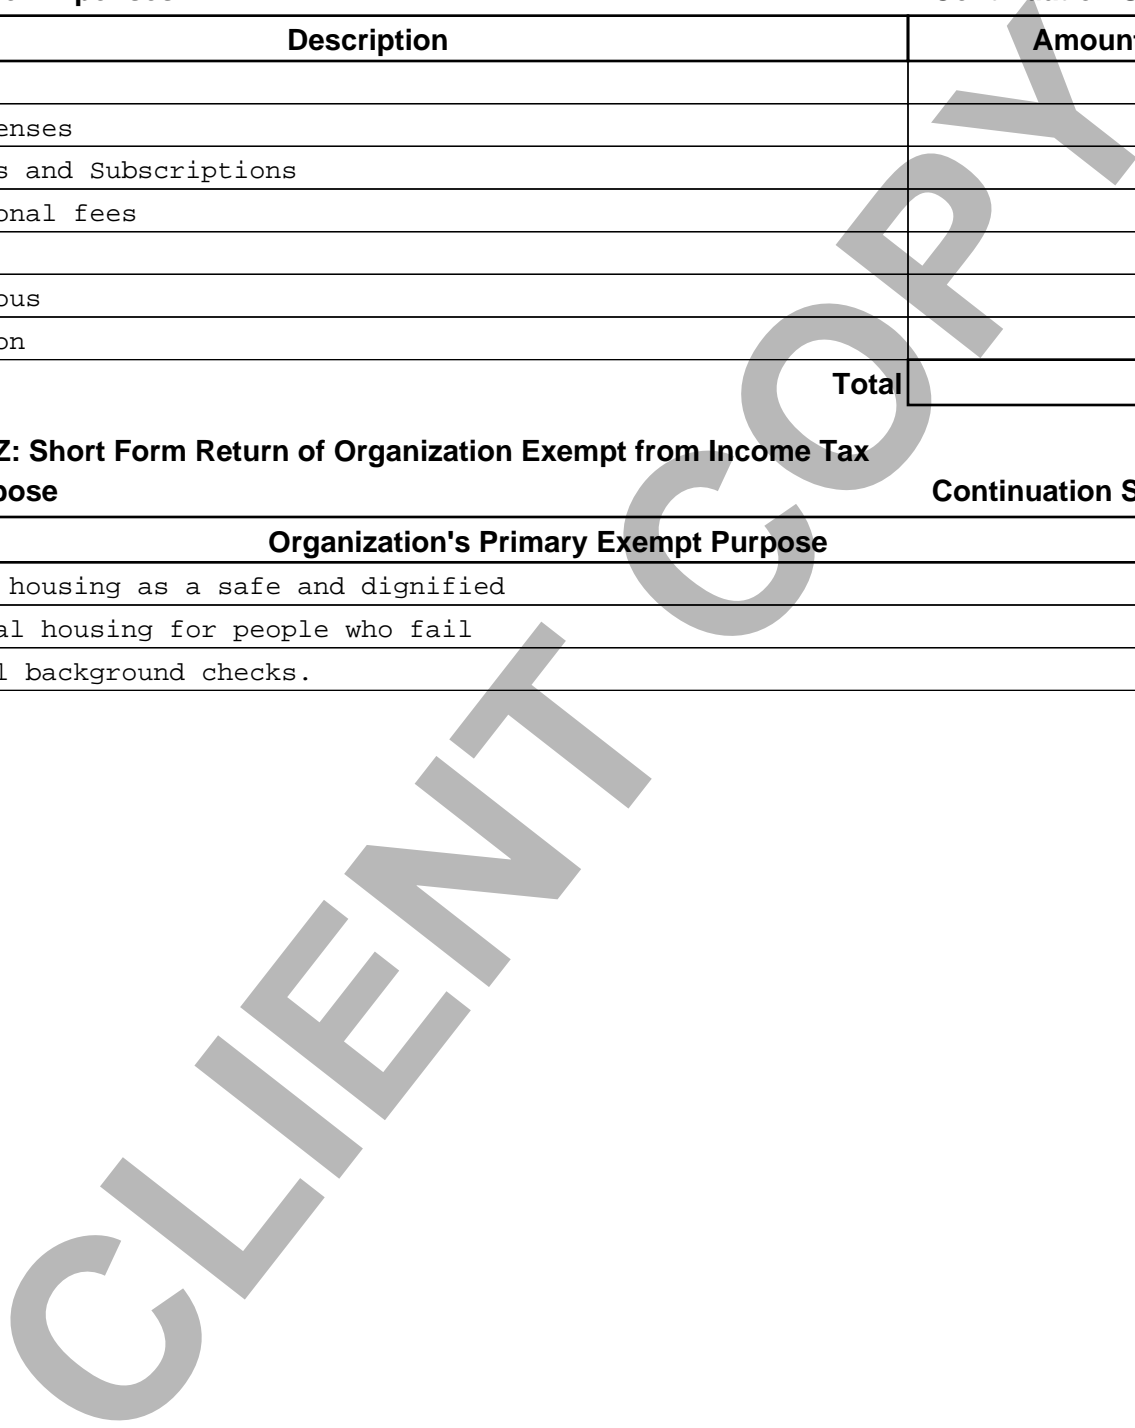 Description Amount
enses
s and Subscriptions
onal fees
ous
on
Total
Z: Short Form Return of Organization Exempt from Income Tax
pose Continuation S
Organization's Primary Exempt Purpose
housing as a safe and dignified
al housing for people who fail
l background checks.
CLIENT COPY